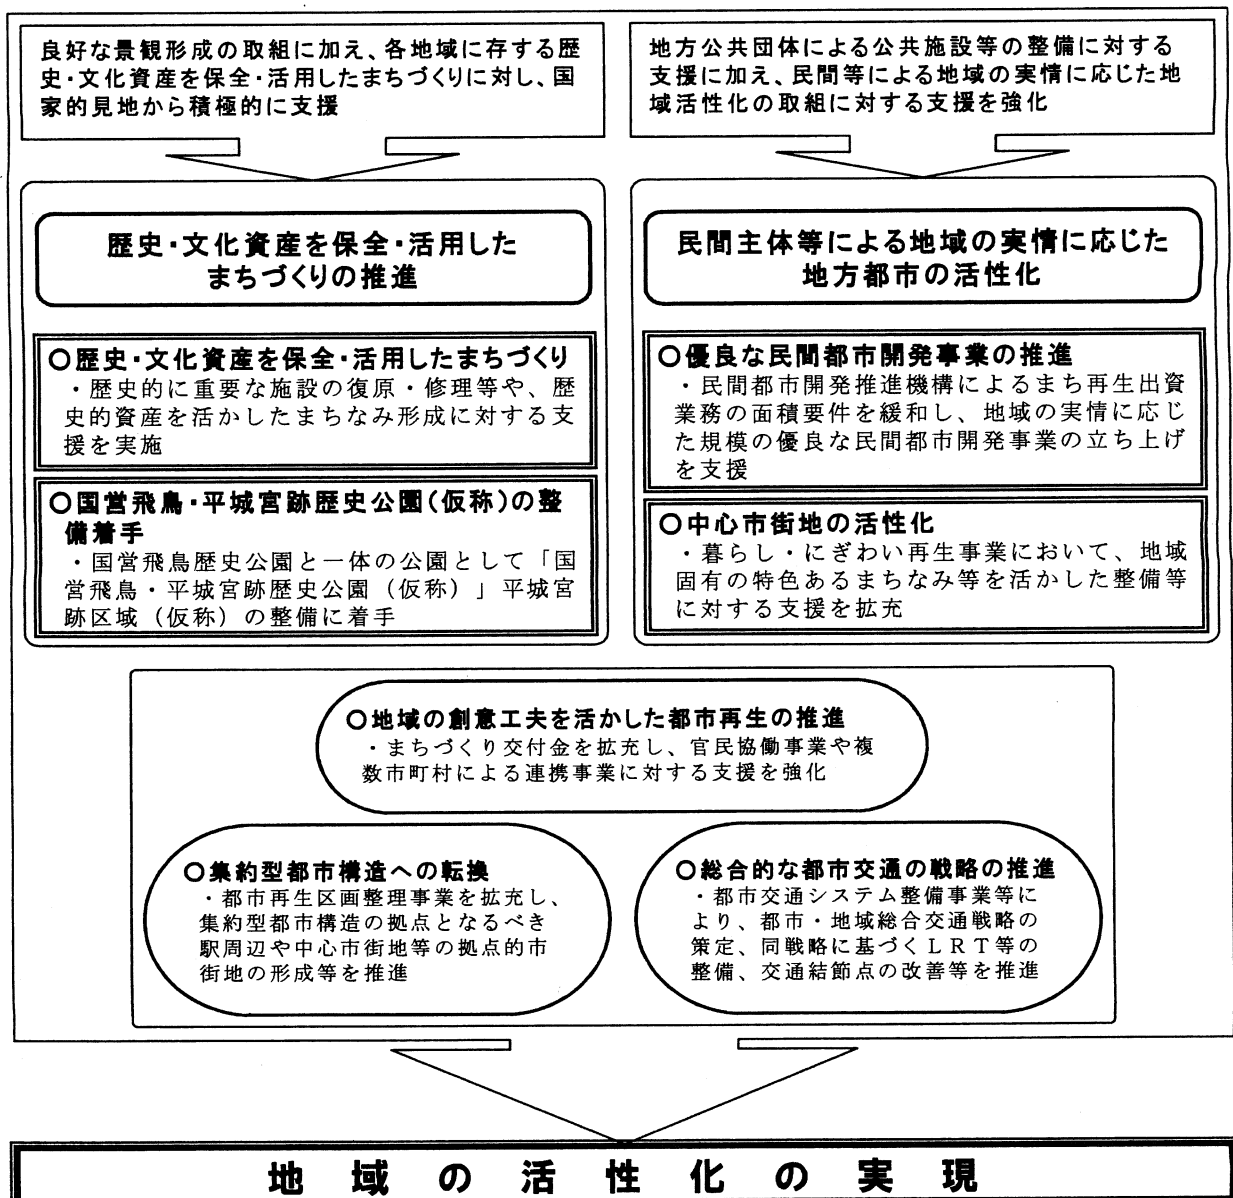 良好な景観形成の取組に加え、各地域に存する歴
史・文化資産を保全・活用したまちづくりに対し、国
家的見地から積極的に支援
地方公共団体による公共施設等の整備に対する
支援に加え、民間等による地域の実情に応じた地
域活性化の取組に対する支援を強化
歴史・文化資産を保全・活用した
まちづくりの推進
○歴史・文化資産を保全・活用したまちづくり
・歴史的に重要な施設の復原・修理等や、歴
史的資産を活かしたまちなみ形成に対する支
援を実施
○国営飛鳥・平城宮跡歴史公園(仮称)の整
備着手
・国営飛鳥歴史公園と一体の公園として「国
営飛鳥・平城宮跡歴史公園（仮称）」平城宮
跡区域（仮称）の整備に着手
民間主体等による地域の実情に応じた
地方都市の活性化
○優良な民間都市開発事業の推進
・民間都市開発推進機構によるまち再生出資
業務の面積要件を緩和し、地域の実情に応じ
た規模の優良な民間都市開発事業の立ち上げ
を支援
○中心市街地の活性化
・暮らし・にぎわい再生事業において、地域
固有の特色あるまちなみ等を活かした整備等
に対する支援を拡充
○地域の創意工夫を活かした都市再生の推進
・まちづくり交付金を拡充し、官民協働事業や複
数市町村による連携事業に対する支援を強化
○集約型都市構造への転換
・都市再生区画整理事業を拡充し、
集約型都市構造の拠点となるべき
駅周辺や中心市街地等の拠点的市
街地の形成等を推進
○総合的な都市交通の戦略の推進
・都市交通システム整備事業等に
より、都市・地域総合交通戦略の
策定、同戦略に基づくＬＲＴ等の
整備、交通結節点の改善等を推進
地域の活性化の実現